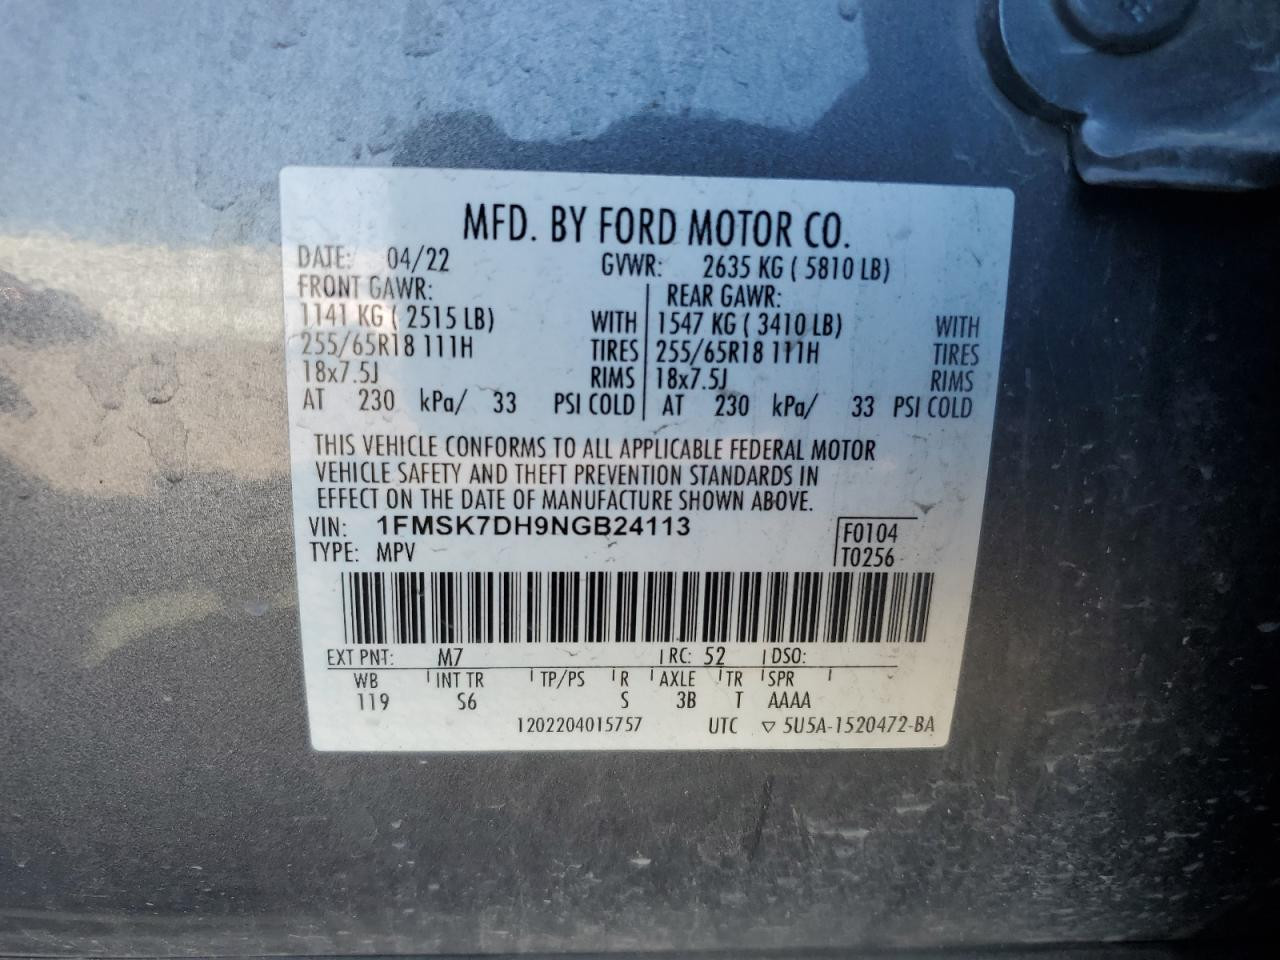 MFD. BY FORD MOTOR CO.
DATE: 04/22 GVWR: 2635 KG ( 5810 LB)
FRONT GAWR: REAR GAWR:
1141 KG ( 2515 LB) WITH 1547 KG ( 3410 LB) WITH
255/65R18 111H TIRES 255/65R18 111H TIRES
18x7.5J RIMS 18x7.5J RIMS
AT 230 kPa/ 33 PSI COLD AT 230 kPa/ 33 PSI COLD
THIS VEHICLE CONFORMS TO ALL APPLICABLE FEDERAL MOTOR
VEHICLE SAFETY AND THEFT PREVENTION STANDARDS IN
EFFECT ON THE DATE OF MANUFACTURE SHOWN ABOVE.
VIN: 1FMSK7DH9NGB24113 F0104
TYPE: MPV T0256
EXT PNT: M7 RC: 52 DSO:
WB INT TR TP/PS R AXLE TR SPR
119 S6 S 3B T AAAA
1202204015757 UTC ▽ 5U5A-1520472-BA